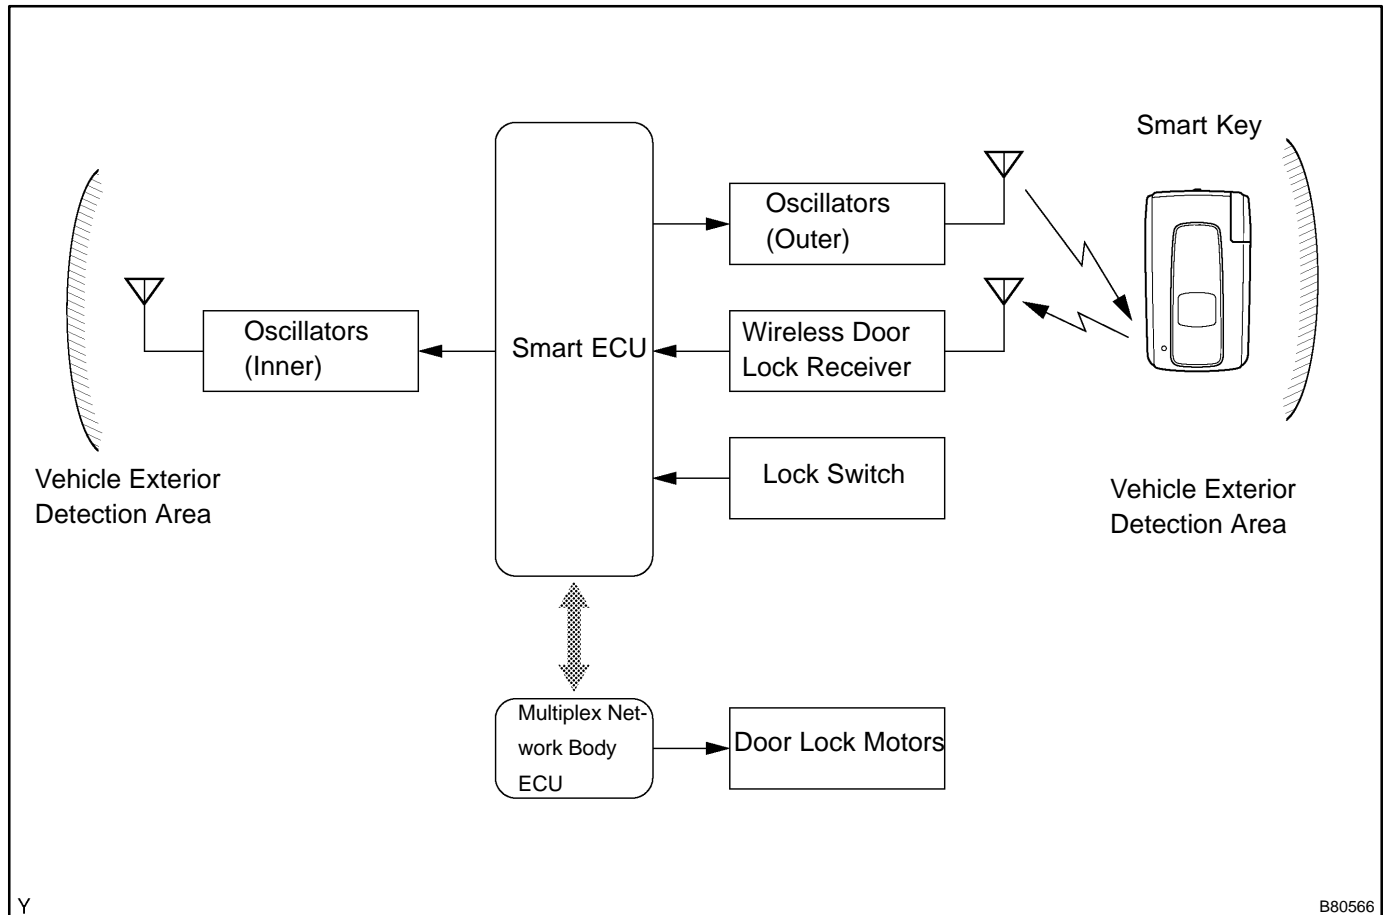 Smart Key
Oscillators
(Outer)
Oscillators
(Inner)
Smart ECU
Wireless Door
Lock Receiver
Lock Switch
Vehicle Exterior
Detection Area
Vehicle Exterior
Detection Area
Multiplex Net-
work Body
ECU
Door Lock Motors
Y
B80566